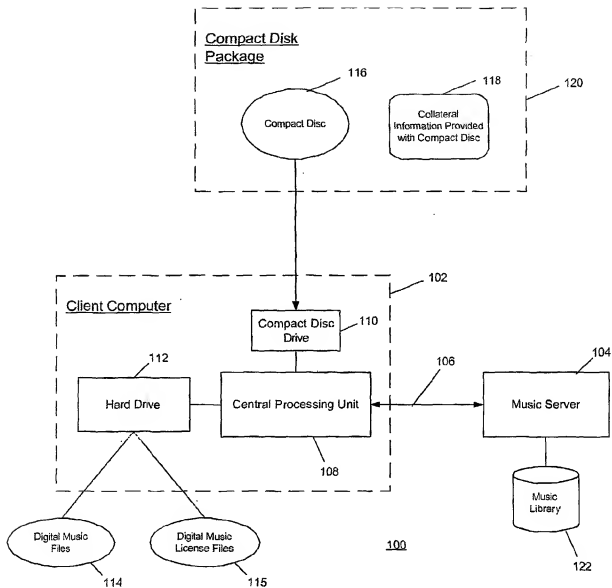 Compact Disk
Package
116
118
120
Compact Disc
Collateral
Information Provided
with Compact Disc
102
Client Computer
Compact Disc
Drive
110
112
106
104
Hard Drive
Central Processing Unit
Music Server
108
Music
Library
Digital Music
Files
Digital Music
License Files
100
114
115
122